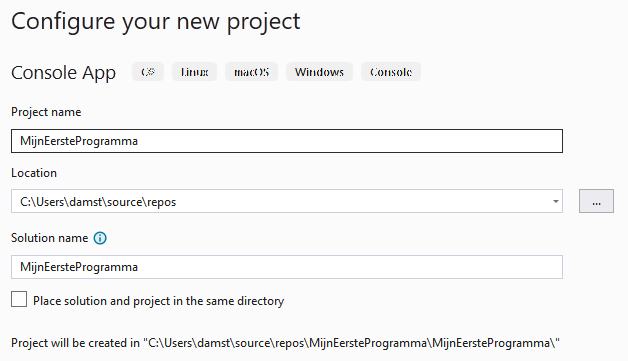 Configure your new project
Console App C# Linux macOS Windows Console
Project name
MijnEersteProgramma
Location
C:\Users\damst\source\repos
...
Solution name
MijnEersteProgramma
Place solution and project in the same directory
Project will be created in "C:\Users\damst\source\repos\MijnEersteProgramma\MijnEersteProgramma\"